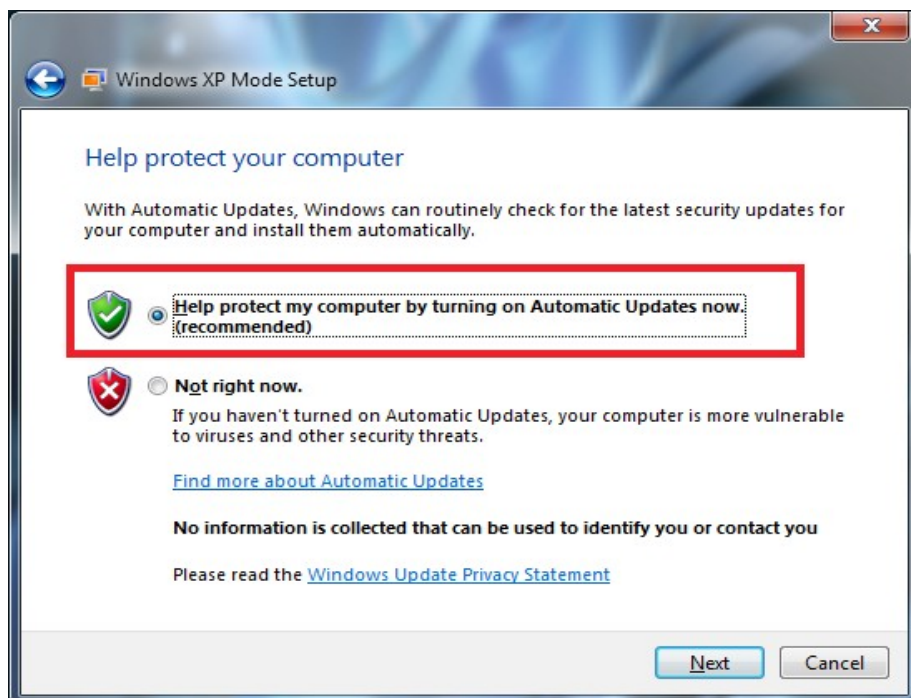 Windows XP Mode Setup
Help protect your computer
With Automatic Updates, Windows can routinely check for the latest security updates for
your computer and install them automatically.
Help protect my computer by turning on Automatic Updates now.
(recommended)
Not right now.
If you haven't turned on Automatic Updates, your computer is more vulnerable
to viruses and other security threats.
Find more about Automatic Updates
No information is collected that can be used to identify you or contact you
Please read the Windows Update Privacy Statement
Next
Cancel